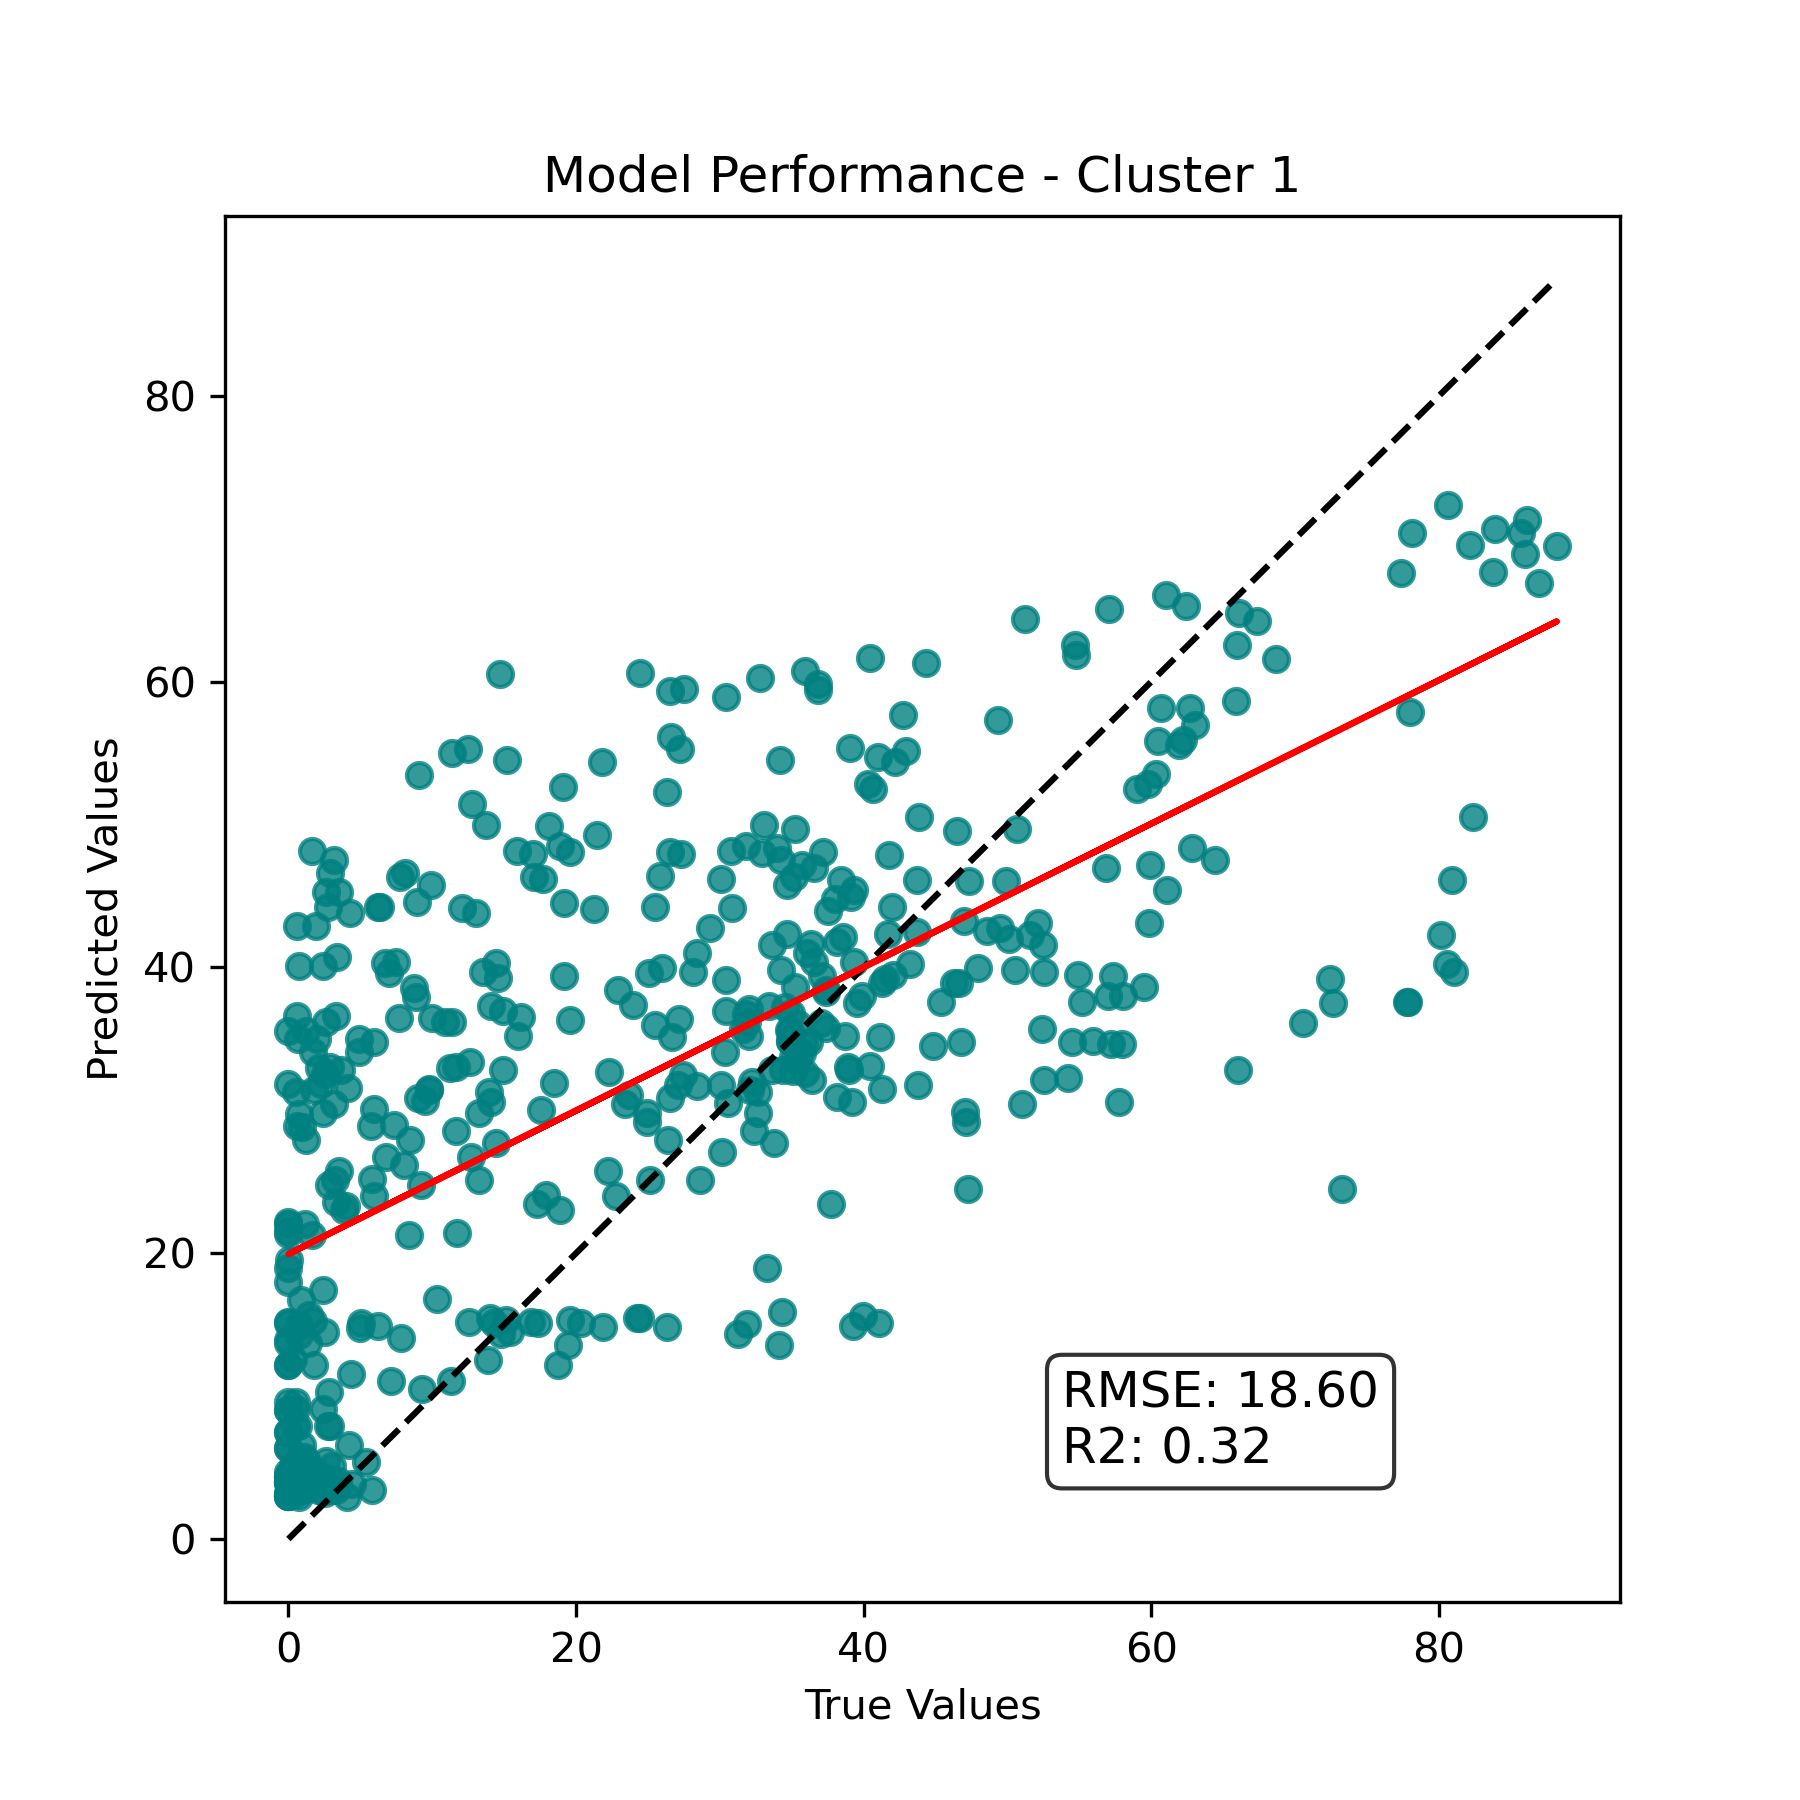 Model Performance - Cluster 1
80
60
40
20
0
Predicted Values
RMSE: 18.60
R2: 0.32
0 20 40 60 80
True Values